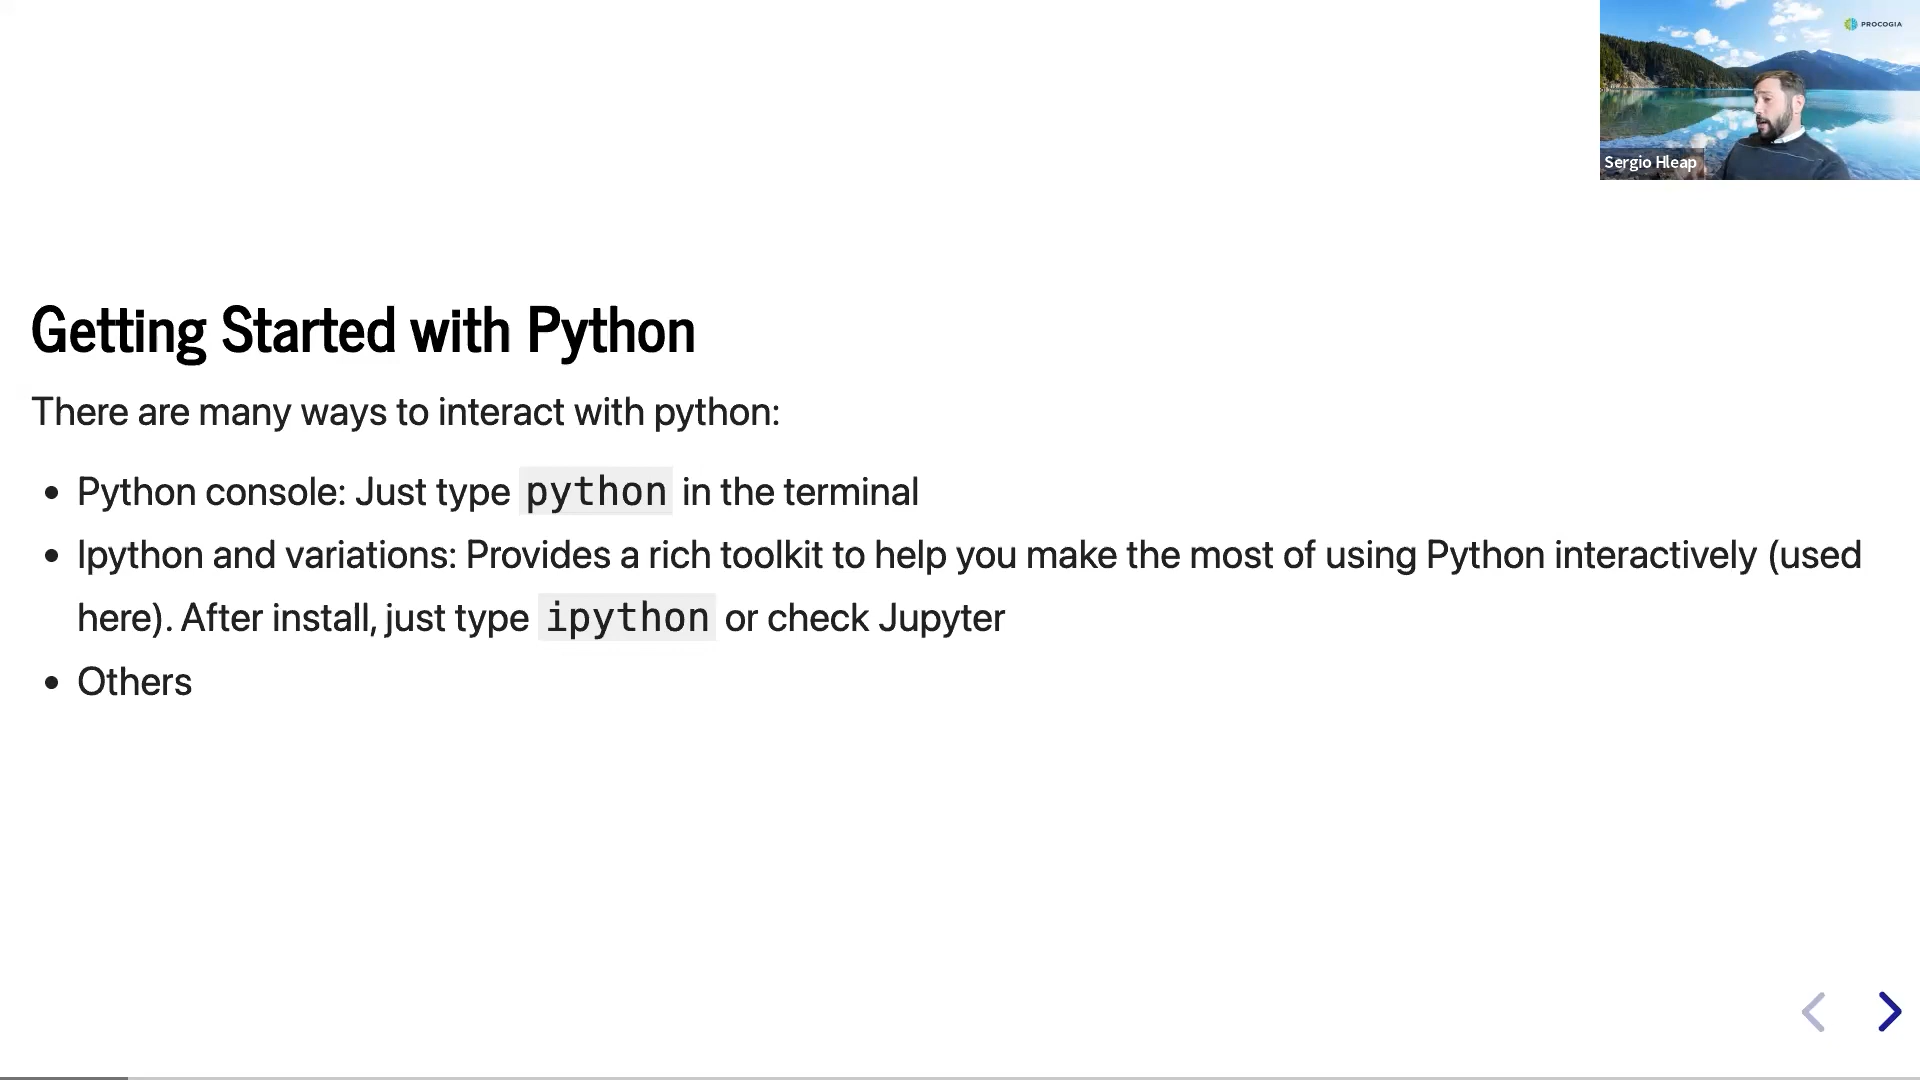 PROCOGIA
Sergio Hleap
Getting Started with Python
There are many ways to interact with python:
• Python console: Just type python in the terminal
• Ipython and variations: Provides a rich toolkit to help you make the most of using Python interactively (used
here). After install, just type ipython or check Jupyter
• Others